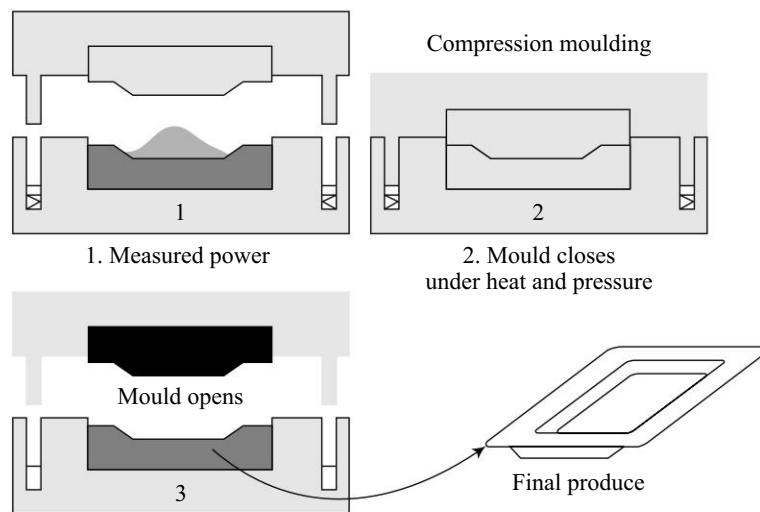 Compression moulding
1
1. Measured power
2
2. Mould closes
under heat and pressure
Mould opens
3
Final produce